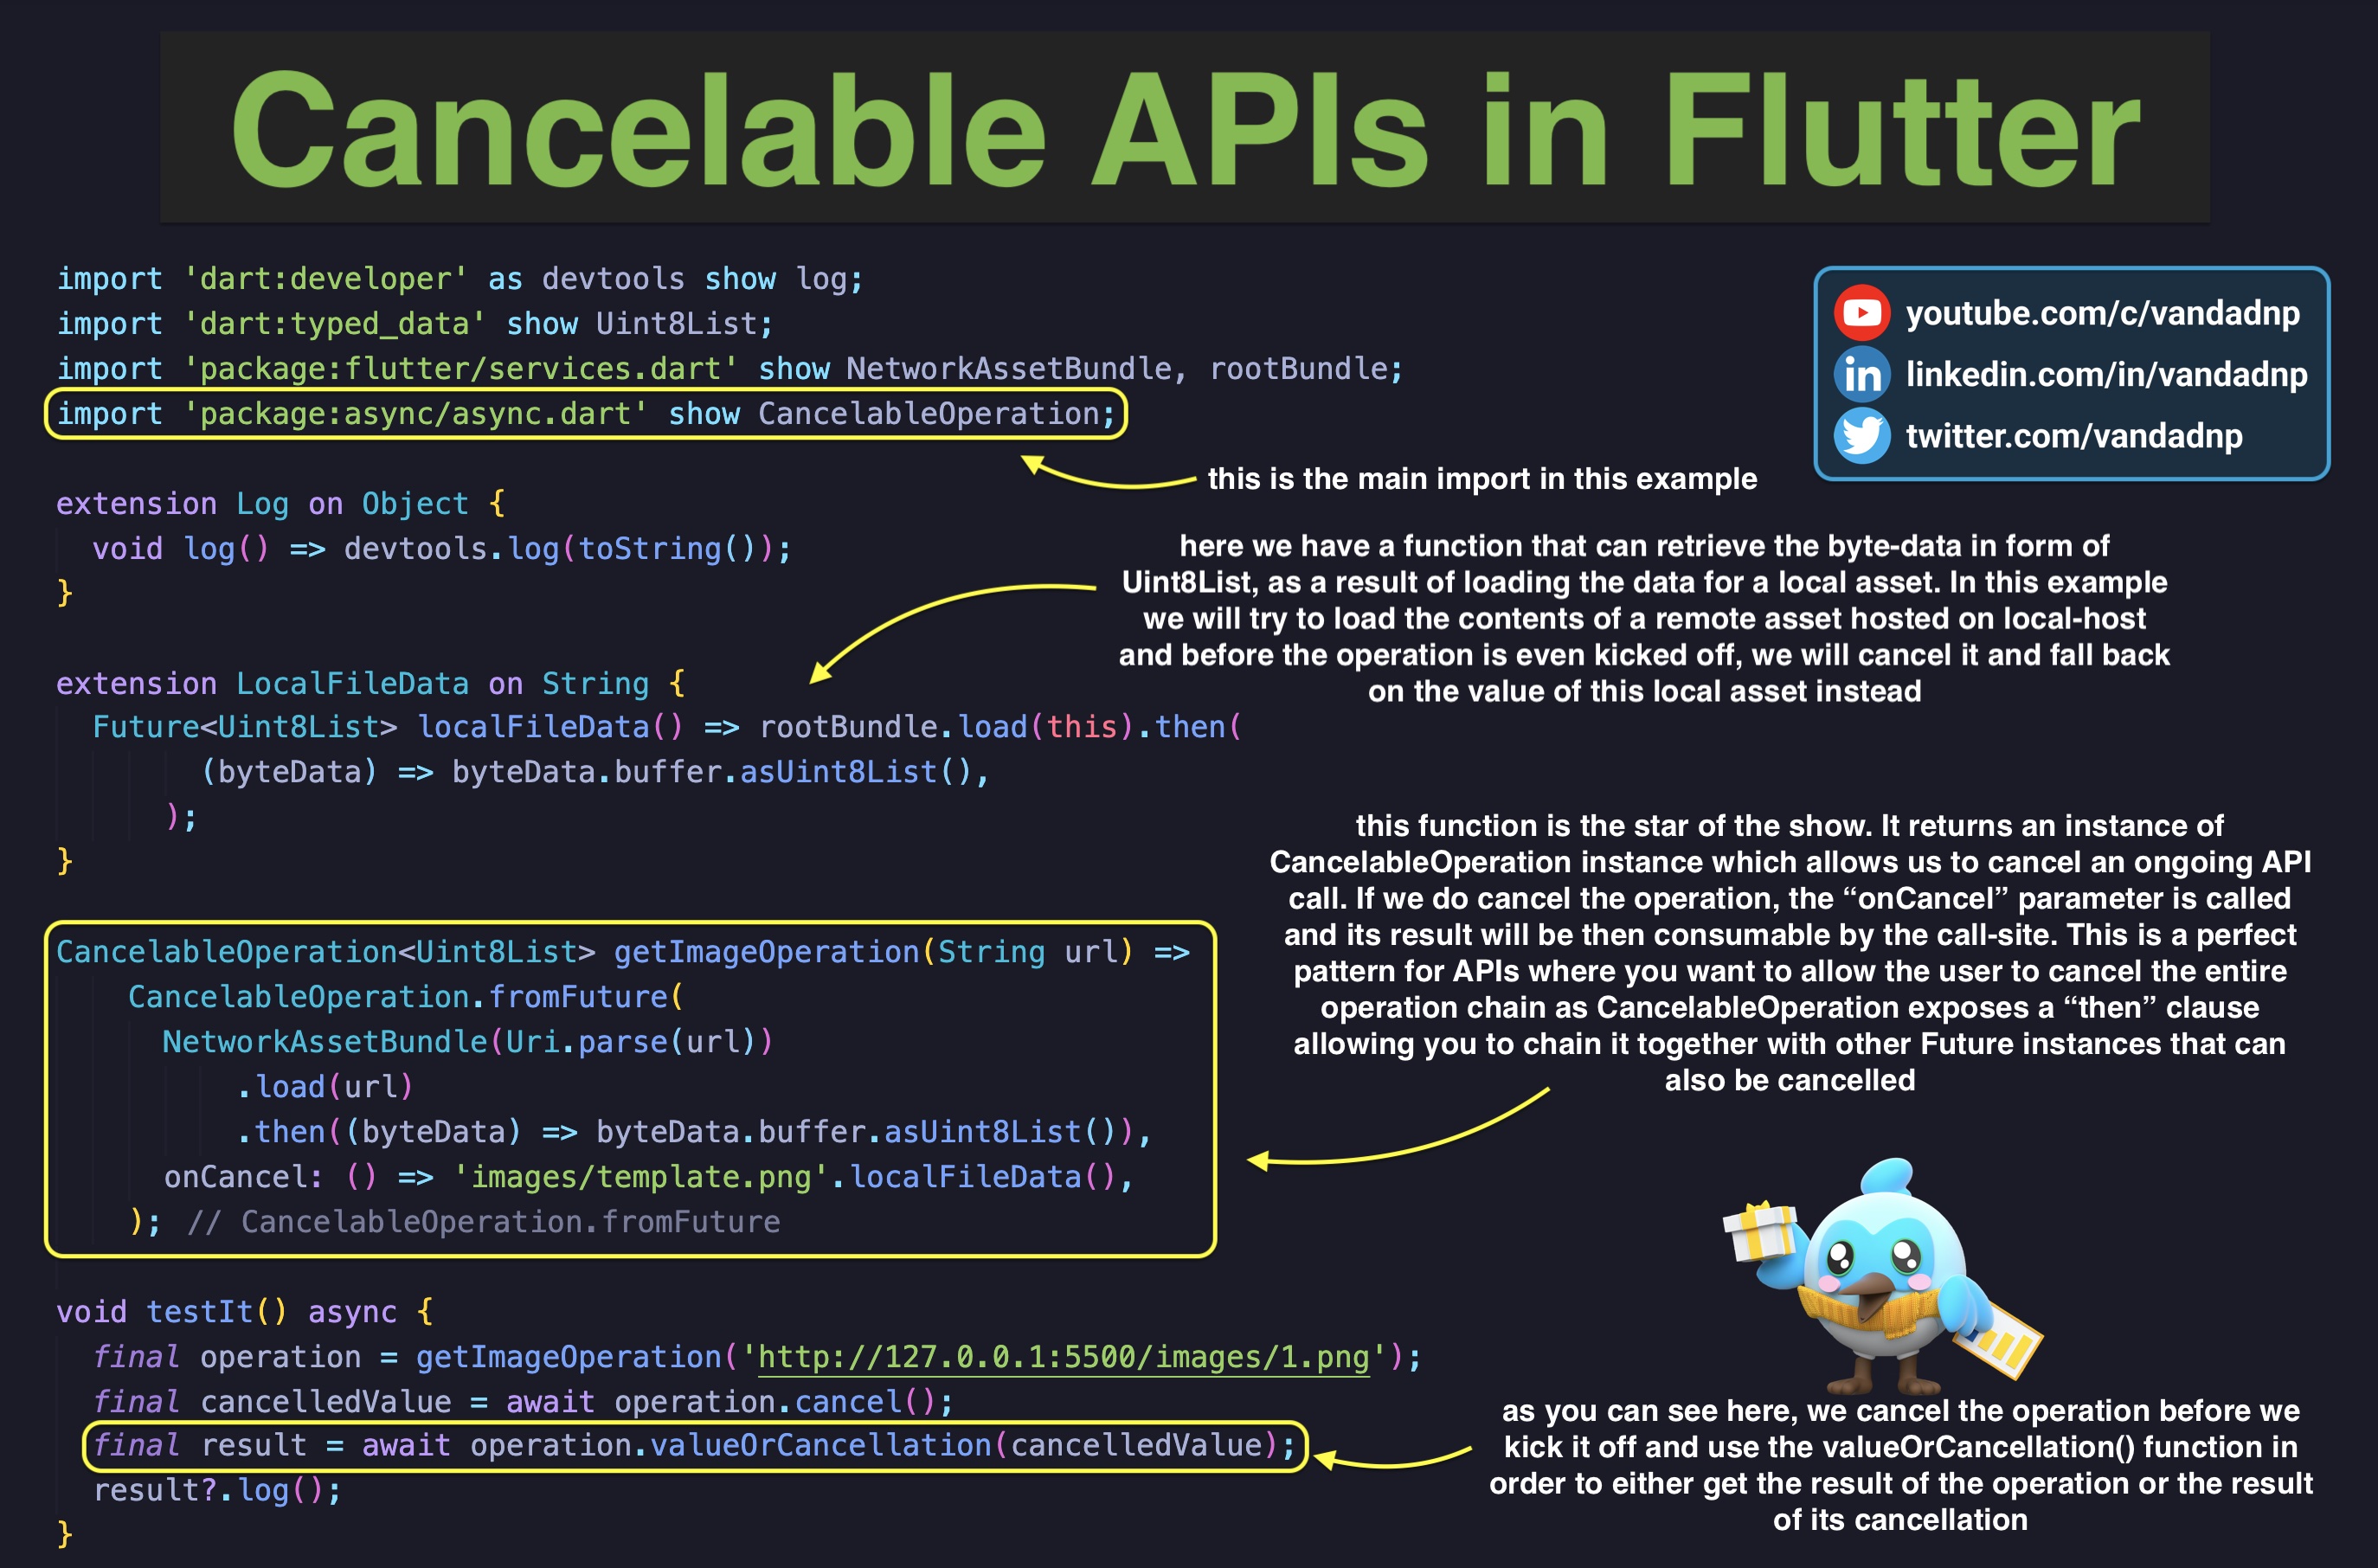 Cancelable APIs in Flutter
import 'dart:developer' as devtools show log;
import 'dart:typed_data' show Uint8List;
import 'package:flutter/services.dart' show NetworkAssetBundle, rootBundle;
import 'package:async/async.dart' show CancelableOperation;
youtube.com/c/vandadnp
linkedin.com/in/vandadnp
twitter.com/vandadnp
this is the main import in this example
extension Log on Object {
void log() => devtools.log(toString());
}
here we have a function that can retrieve the byte-data in form of
Uint8List, as a result of loading the data for a local asset. In this example
we will try to load the contents of a remote asset hosted on local-host
and before the operation is even kicked off, we will cancel it and fall back
on the value of this local asset instead
extension LocalFileData on String {
Future<Uint8List> localFileData() => rootBundle.load(this).then(
(byteData) => byteData.buffer.asUint8List(),
);
}
this function is the star of the show. It returns an instance of
CancelableOperation instance which allows us to cancel an ongoing API
call. If we do cancel the operation, the “onCancel” parameter is called
and its result will be then consumable by the call-site. This is a perfect
pattern for APIs where you want to allow the user to cancel the entire
operation chain as CancelableOperation exposes a “then” clause
allowing you to chain it together with other Future instances that can
also be cancelled
CancelableOperation<Uint8List> getImageOperation(String url) =>
CancelableOperation.fromFuture(
NetworkAssetBundle(Uri.parse(url))
.load(url)
.then((byteData) => byteData.buffer.asUint8List()),
onCancel: () => 'images/template.png'.localFileData(),
); // CancelableOperation.fromFuture
void testIt() async {
final operation = getImageOperation('http://127.0.0.1:5500/images/1.png');
final cancelledValue = await operation.cancel();
final result = await operation.valueOrCancellation(cancelledValue);
result?.log();
}
as you can see here, we cancel the operation before we
kick it off and use the valueOrCancellation() function in
order to either get the result of the operation or the result
of its cancellation